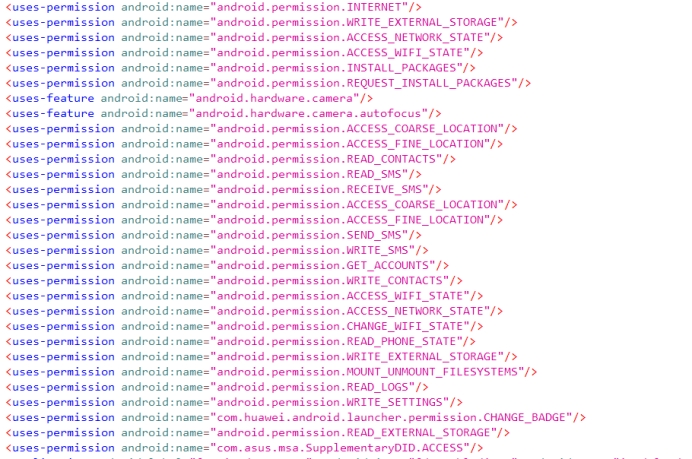 <uses-permission android:name="android.permission.INTERNET"/>
<uses-permission android:name="android.permission.WRITE_EXTERNAL_STORAGE"/>
<uses-permission android:name="android.permission.ACCESS_NETWORK_STATE"/>
<uses-permission android:name="android.permission.ACCESS_WIFI_STATE"/>
<uses-permission android:name="android.permission.INSTALL_PACKAGES"/>
<uses-permission android:name="android.permission.REQUEST_INSTALL_PACKAGES"/>
<uses-feature android:name="android.hardware.camera"/>
<uses-feature android:name="android.hardware.camera.autofocus"/>
<uses-permission android:name="android.permission.ACCESS_COARSE_LOCATION"/>
<uses-permission android:name="android.permission.ACCESS_FINE_LOCATION"/>
<uses-permission android:name="android.permission.READ_CONTACTS"/>
<uses-permission android:name="android.permission.READ_SMS"/>
<uses-permission android:name="android.permission.RECEIVE_SMS"/>
<uses-permission android:name="android.permission.ACCESS_COARSE_LOCATION"/>
<uses-permission android:name="android.permission.ACCESS_FINE_LOCATION"/>
<uses-permission android:name="android.permission.SEND_SMS"/>
<uses-permission android:name="android.permission.WRITE_SMS"/>
<uses-permission android:name="android.permission.GET_ACCOUNTS"/>
<uses-permission android:name="android.permission.WRITE_CONTACTS"/>
<uses-permission android:name="android.permission.ACCESS_WIFI_STATE"/>
<uses-permission android:name="android.permission.ACCESS_NETWORK_STATE"/>
<uses-permission android:name="android.permission.CHANGE_WIFI_STATE"/>
<uses-permission android:name="android.permission.READ_PHONE_STATE"/>
<uses-permission android:name="android.permission.WRITE_EXTERNAL_STORAGE"/>
<uses-permission android:name="android.permission.MOUNT_UNMOUNT_FILESYSTEMS"/>
<uses-permission android:name="android.permission.READ_LOGS"/>
<uses-permission android:name="android.permission.WRITE_SETTINGS"/>
<uses-permission android:name="com.huawei.android.launcher.permission.CHANGE_BADGE"/>
<uses-permission android:name="android.permission.READ_EXTERNAL_STORAGE"/>
<uses-permission android:name="com.asus.msa.SupplementaryDID.ACCESS"/>